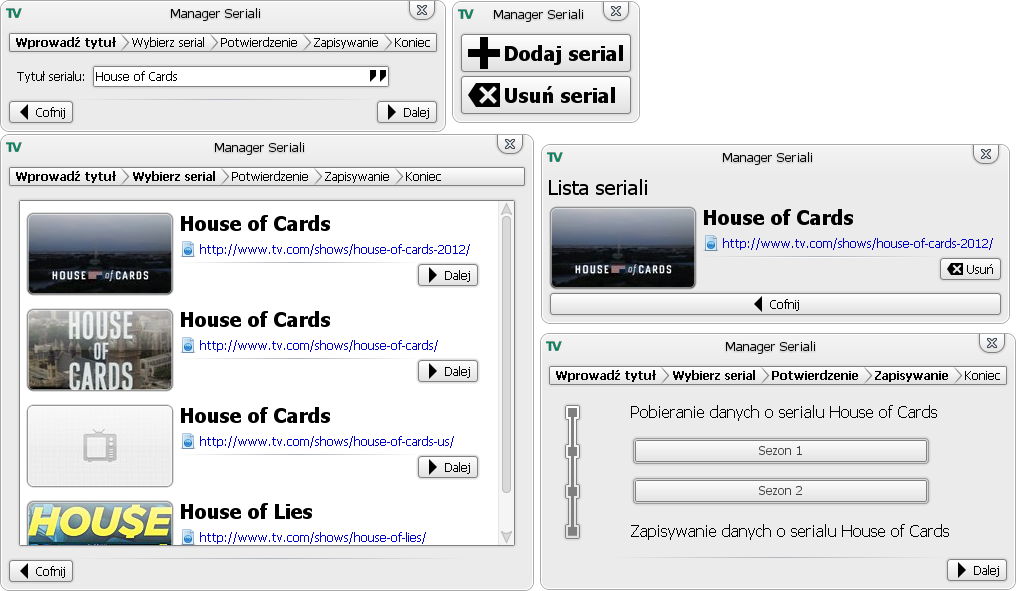 TV Manager Seriali
Wprowadź tytuł Wybierz serial Potwierdzenie Zapisywanie Koniec
Tytuł serialu: House of Cards
Cofnij Dalej
TV Manager Seriali
Dodaj serial
Usuń serial
TV Manager Seriali
Wprowadź tytuł Wybierz serial Potwierdzenie Zapisywanie Koniec
HOUSE of CARDS
House of Cards
http://www.tv.com/shows/house-of-cards-2012/
Dalej
HOUSE
OF
CARDS
House of Cards
http://www.tv.com/shows/house-of-cards/
Dalej
House of Cards
http://www.tv.com/shows/house-of-cards-us/
Dalej
HOU$E
House of Lies
http://www.tv.com/shows/house-of-lies/
Cofnij
TV Manager Seriali
Lista seriali
HOUSE of CARDS
House of Cards
http://www.tv.com/shows/house-of-cards-2012/
Usuń
Cofnij
TV Manager Seriali
Wprowadź tytuł Wybierz serial Potwierdzenie Zapisywanie Koniec
Pobieranie danych o serialu House of Cards
Sezon 1
Sezon 2
Zapisywanie danych o serialu House of Cards
Dalej